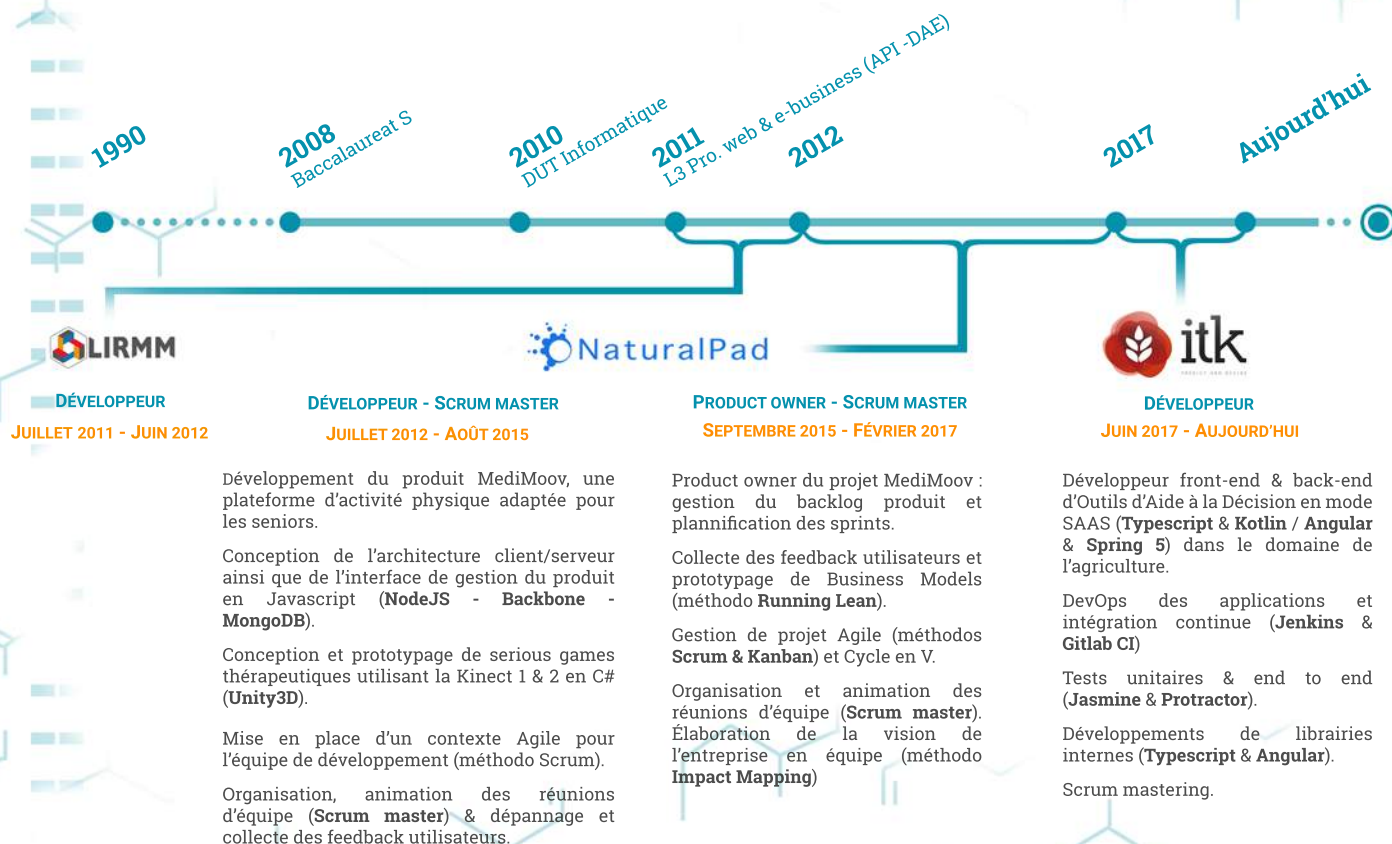 1990
2008
Baccalaureat S
2010
DUT Informatique
2011
L3 Pro. web & e-business (API -DAE)
2012
2017
Aujourd'hui
LIRMM
DÉVELOPPEUR
JUILLET 2011 - JUIN 2012
NaturalPad
DÉVELOPPEUR - SCRUM MASTER
JUILLET 2012 - AOÛT 2015
Développement du produit MediMoov, une
plateforme d'activité physique adaptée pour
les seniors.
Conception de l'architecture client/serveur
ainsi que de l'interface de gestion du produit
en Javascript (NodeJS - Backbone -
MongoDB).
Conception et prototypage de serious games
thérapeutiques utilisant la Kinect 1 & 2 en C#
(Unity3D).
Mise en place d'un contexte Agile pour
l'équipe de développement (méthodo Scrum).
Organisation, animation des réunions
d'équipe (Scrum master) & dépannage et
collecte des feedback utilisateurs.
PRODUCT OWNER - SCRUM MASTER
SEPTEMBRE 2015 - FÉVRIER 2017
Product owner du projet MediMoov :
gestion du backlog produit et
plannification des sprints.
Collecte des feedback utilisateurs et
prototypage de Business Models
(méthodo Running Lean).
Gestion de projet Agile (méthodos
Scrum & Kanban) et Cycle en V.
Organisation et animation des
réunions d'équipe (Scrum master).
Élaboration de la vision de
l'entreprise en équipe (méthodo
Impact Mapping)
itk
PREDICT AND DECIDE
DÉVELOPPEUR
JUIN 2017 - AUJOURD'HUI
Développeur front-end & back-end
d'Outils d'Aide à la Décision en mode
SAAS (Typescript & Kotlin / Angular
& Spring 5) dans le domaine de
l'agriculture.
DevOps des applications et
intégration continue (Jenkins &
Gitlab CI)
Tests unitaires & end to end
(Jasmine & Protractor).
Développements de librairies
internes (Typescript & Angular).
Scrum mastering.